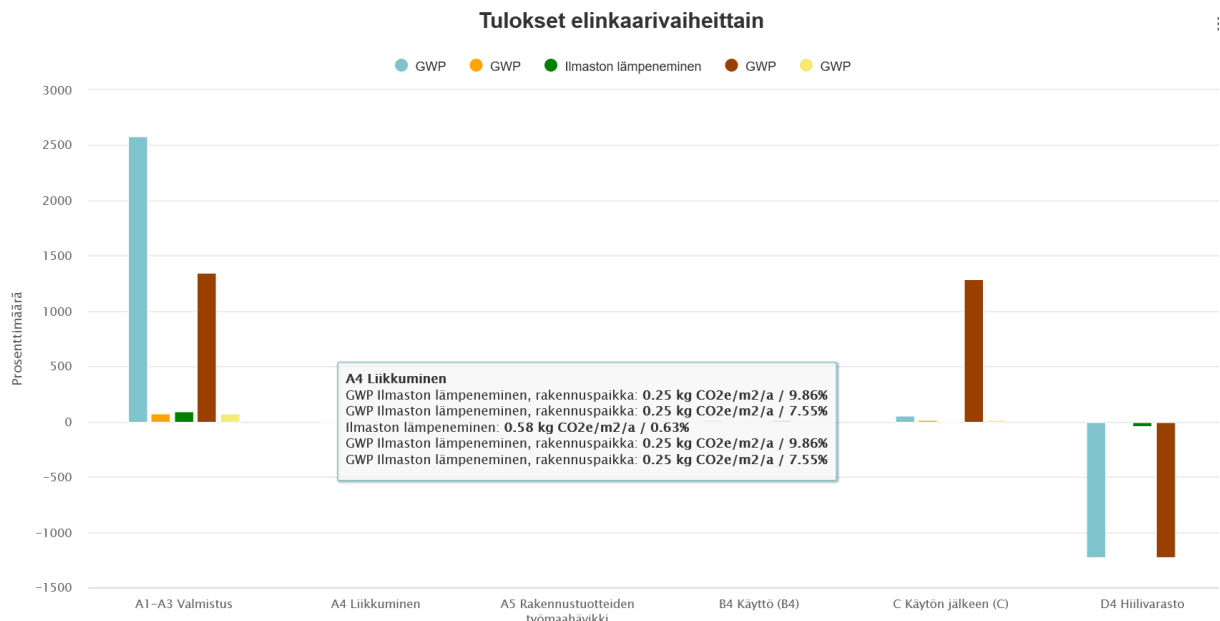 Tulokset elinkaarivaiheittain
GWP GWP Ilmaston lämpeneminen GWP GWP
Prosenttimäärä
3000
2500
2000
1500
1000
500
0
-500
-1000
-1500
A4 Liikkuminen
GWP Ilmaston lämpeneminen, rakennuspaikka: 0.25 kg CO2e/m2/a / 9.86%
GWP Ilmaston lämpeneminen, rakennuspaikka: 0.25 kg CO2e/m2/a / 7.55%
Ilmaston lämpeneminen: 0.58 kg CO2e/m2/a / 0.63%
GWP Ilmaston lämpeneminen, rakennuspaikka: 0.25 kg CO2e/m2/a / 9.86%
GWP Ilmaston lämpeneminen, rakennuspaikka: 0.25 kg CO2e/m2/a / 7.55%
A1-A3 Valmistus
A4 Liikkuminen
A5 Rakennustuotteiden
työmaahävikki
B4 Käyttö (B4)
C Käytön jälkeen (C)
D4 Hiilivarasto